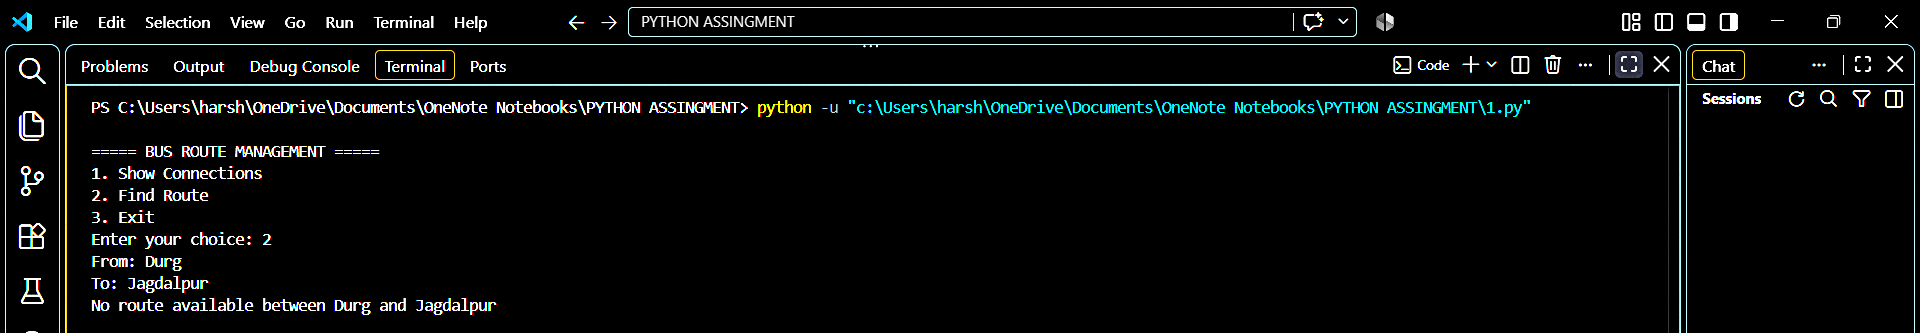 File Edit Selection View Go Run Terminal Help PYTHON ASSINGMENT
Problems Output Debug Console Terminal Ports Code
Chat
Sessions
PS C:\Users\harsh\OneDrive\Documents\OneNote Notebooks\PYTHON ASSINGMENT> python -u "c:\Users\harsh\OneDrive\Documents\OneNote Notebooks\PYTHON ASSINGMENT\1.py"
===== BUS ROUTE MANAGEMENT =====
1. Show Connections
2. Find Route
3. Exit
Enter your choice: 2
From: Durg
To: Jagdalpur
No route available between Durg and Jagdalpur